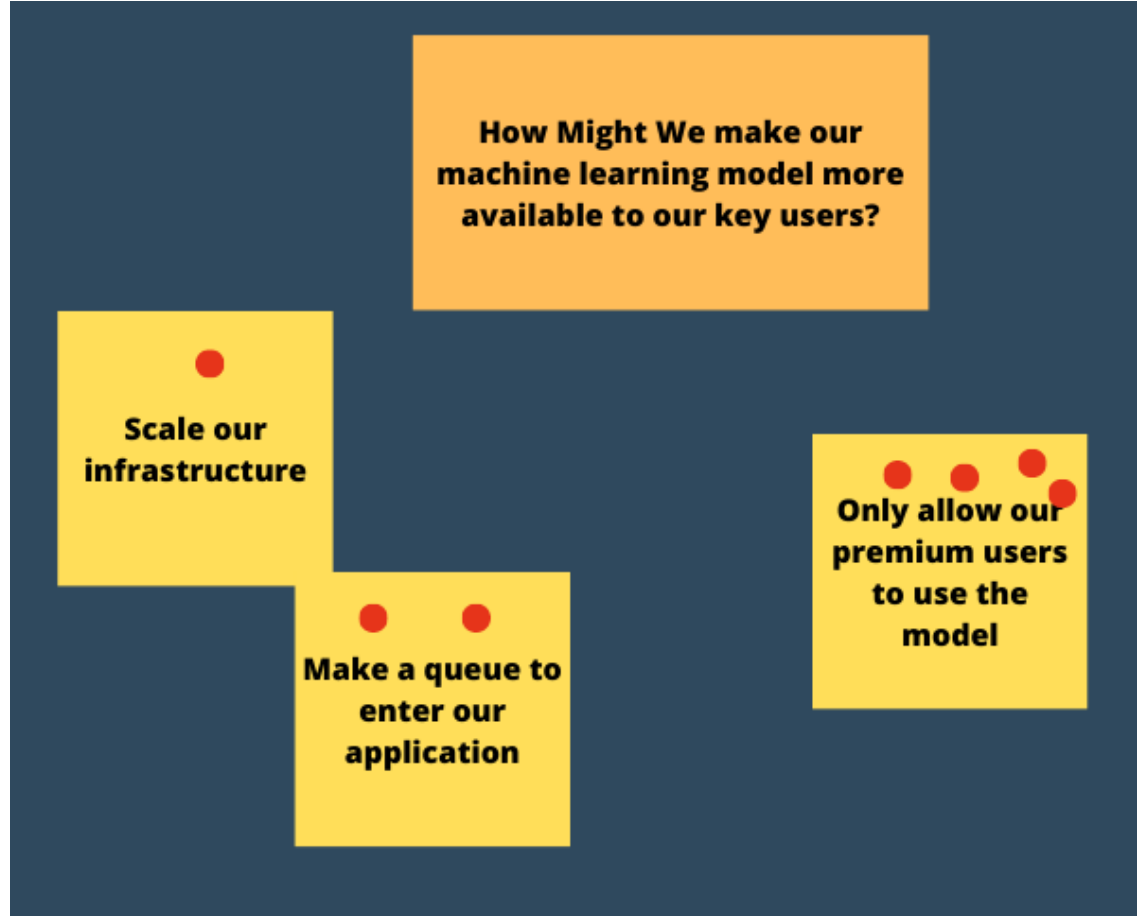 How Might We make our
machine learning model more
available to our key users?
Scale our
infrastructure
Make a queue to
enter our
application
Only allow our
premium users
to use the
model